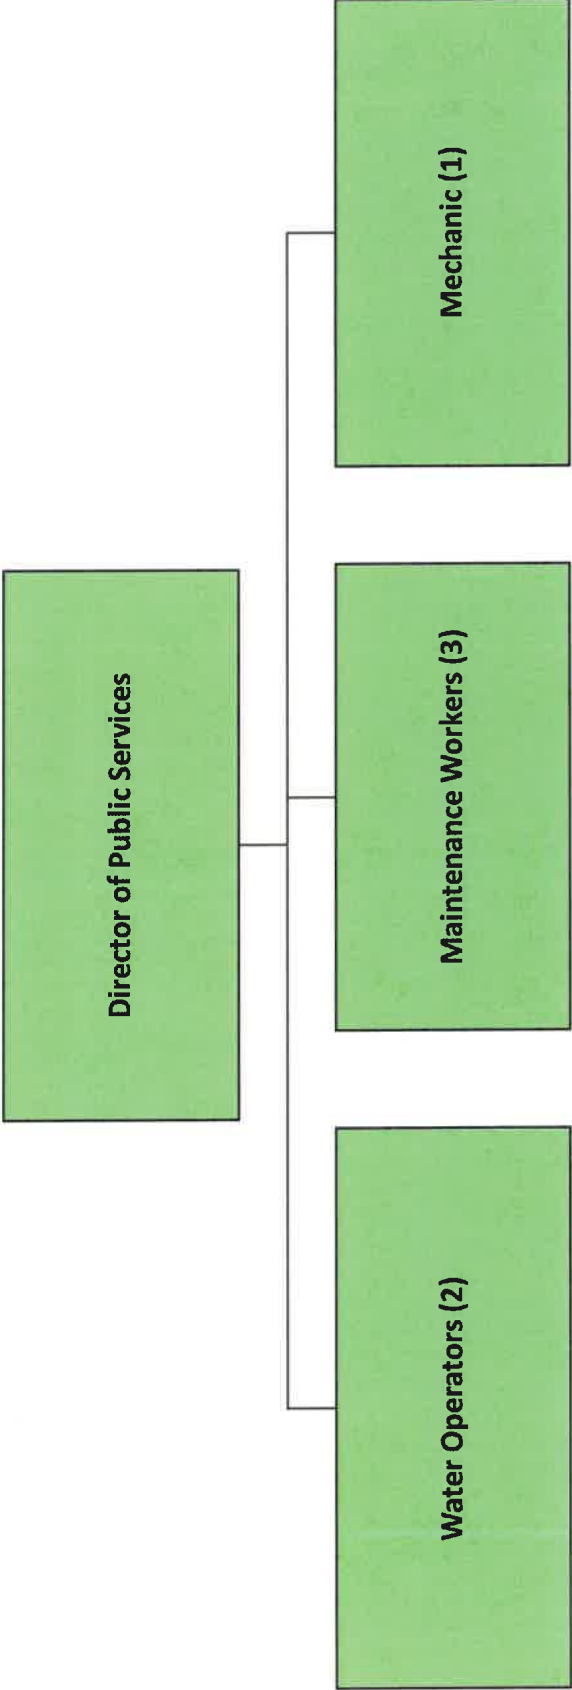 Director of Public Services
Water Operators (2)
Maintenance Workers (3)
Mechanic (1)